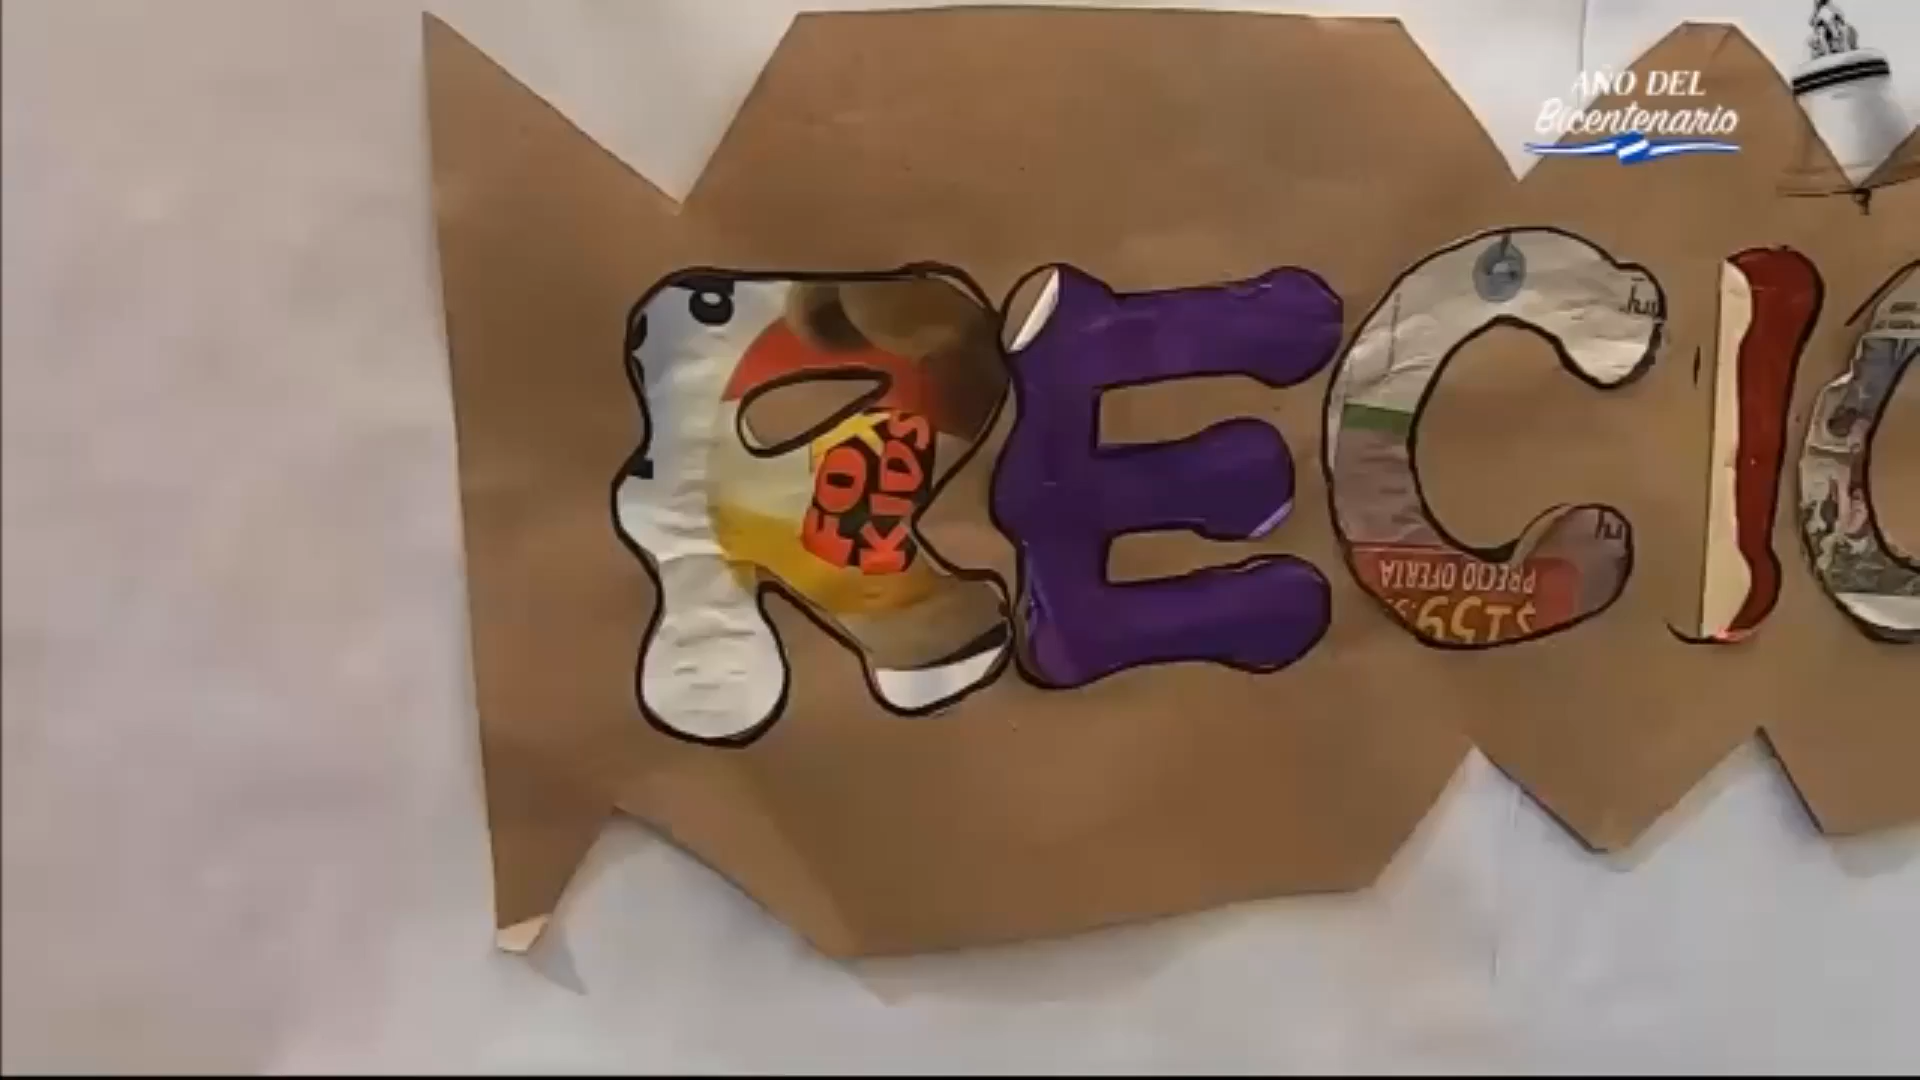 AÑO DEL
Bicentenario
RECIC
FOX
KIDS
PRECIO OFERTA